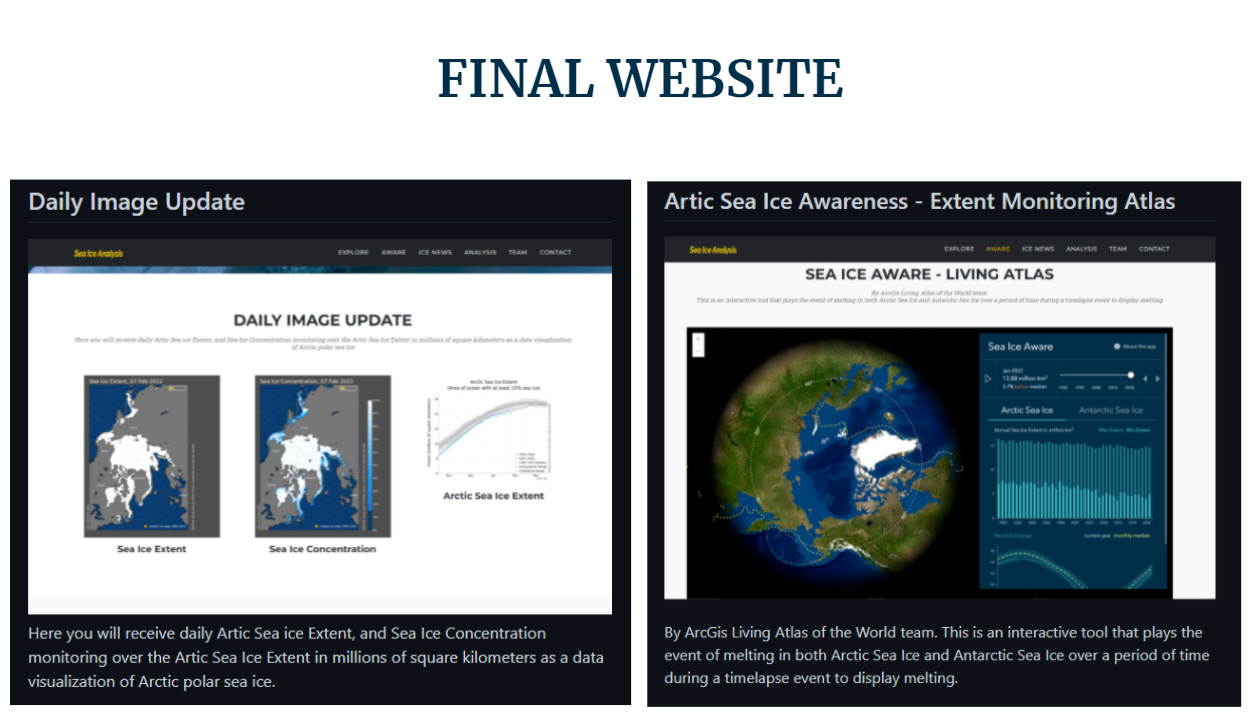 FINAL WEBSITE
Daily Image Update
Sea Ice Analysis
EXPLORE AWARE ICE NEWS ANALYSIS TEAM CONTACT
DAILY IMAGE UPDATE
Here you will receive daily Artic Sea ice Extent, and Sea Ice Concentration monitoring over the Artic Sea Ice Extent in millions of square kilometers as a data visualization
of Arctic polar sea ice
Sea Ice Extent, 07 Feb 2022
Sea Ice Concentration, 07 Feb 2022
Arctic Sea Ice Extent
(Area of ocean with at least 15% sea ice)
Extent (millions of square kilometers)
Arctic Sea Ice Extent
Sea Ice Extent
Sea Ice Concentration
Here you will receive daily Artic Sea ice Extent, and Sea Ice Concentration
monitoring over the Artic Sea Ice Extent in millions of square kilometers as a data
visualization of Arctic polar sea ice.
Artic Sea Ice Awareness - Extent Monitoring Atlas
Sea Ice Analysis
EXPLORE AWARE ICE NEWS ANALYSIS TEAM CONTACT
SEA ICE AWARE - LIVING ATLAS
By ArcGis Living Atlas of the World team.
This is an interactive tool that plays the event of melting in both Arctic Sea Ice and Antarctic Sea Ice over a period of time during a timelapse event to display melting.
Sea Ice Aware
About this app
Jan 2022
13.88 million km²
3.7% below median
1980 1990 2000 2010 2020
Arctic Sea Ice Antarctic Sea Ice
Annual Sea Ice Extent in million km² Max Extent Min Extent
Monthly Change current year monthly median
By ArcGis Living Atlas of the World team. This is an interactive tool that plays the
event of melting in both Arctic Sea Ice and Antarctic Sea Ice over a period of time
during a timelapse event to display melting.